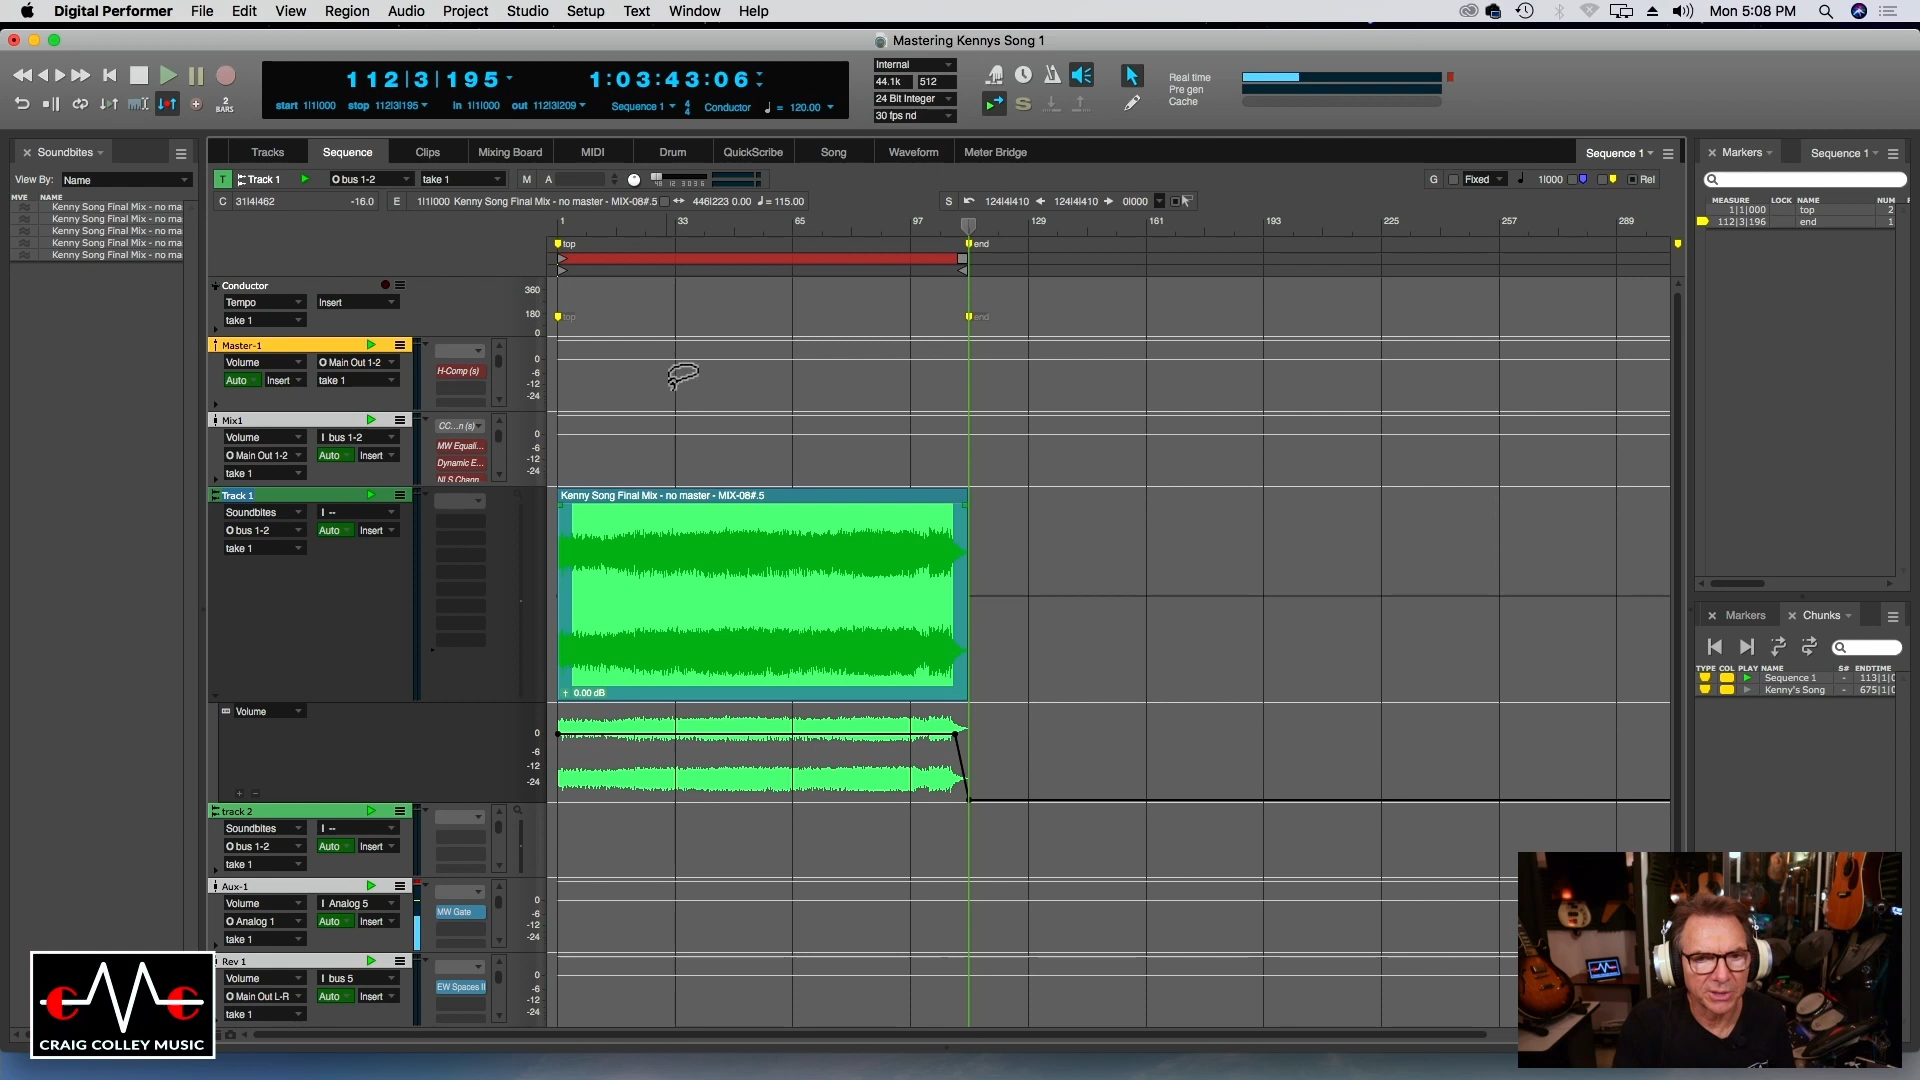 Digital Performer File Edit View Region Audio Project Studio Setup Text Window Help Mon 5:08 PM
Mastering Kennys Song 1
112|3|195 1:03:43:06
start 1|1|000 stop 112|3|195 in 1|1|000 out 112|3|209 Sequence 1 4 4 Conductor = 120.00
2 BARS
Internal
44.1k 512
24 Bit Integer
30 fps nd
Real time
Pre gen
Cache
Soundbites
View By: Name
MVE NAME
Kenny Song Final Mix - no ma
Kenny Song Final Mix - no ma
Kenny Song Final Mix - no ma
Kenny Song Final Mix - no ma
Kenny Song Final Mix - no ma
Tracks Sequence Clips Mixing Board MIDI Drum QuickScribe Song Waveform Meter Bridge Sequence 1
T Track 1 O bus 1-2 take 1 M A G Fixed 1|000 Rel
C 31|4|462 -16.0 E 1|1|000 Kenny Song Final Mix - no master - MIX-08#.5 446|223 0.00 = 115.00 S 124|4|410 124|4|410 0|000
1 33 65 97 129 161 193 225 257 289
top end
Conductor
Tempo Insert
take 1
360
180
0
top end
Master-1
Volume O Main Out 1-2
Auto Insert take 1
H-Comp (s)
0
-6
-12
-24
Mix1
Volume I bus 1-2
O Main Out 1-2 Auto Insert
take 1
CC...n (s)
MW Equali...
Dynamic E...
NLS Chann
0
-6
-12
-24
Track 1
Soundbites I --
O bus 1-2 Auto Insert
take 1
Kenny Song Final Mix - no master - MIX-08#.5
0.00 dB
Volume
0
-6
-12
-24
track 2
Soundbites I --
O bus 1-2 Auto Insert
take 1
Aux-1
Volume I Analog 5
O Analog 1 Auto Insert
take 1
MW Gate
0
-6
-12
-24
Rev 1
Volume I bus 5
O Main Out L-R Auto Insert
take 1
EW Spaces II
0
-6
-12
-24
Markers Sequence 1
MEASURE LOCK NAME NUM
1|1|000 top 2
112|3|196 end 1
Markers Chunks
TYPE COL PLAY NAME S# ENDTIME
Sequence 1 - 113|1|0
Kenny's Song - 675|1|0
CMC
CRAIG COLLEY MUSIC